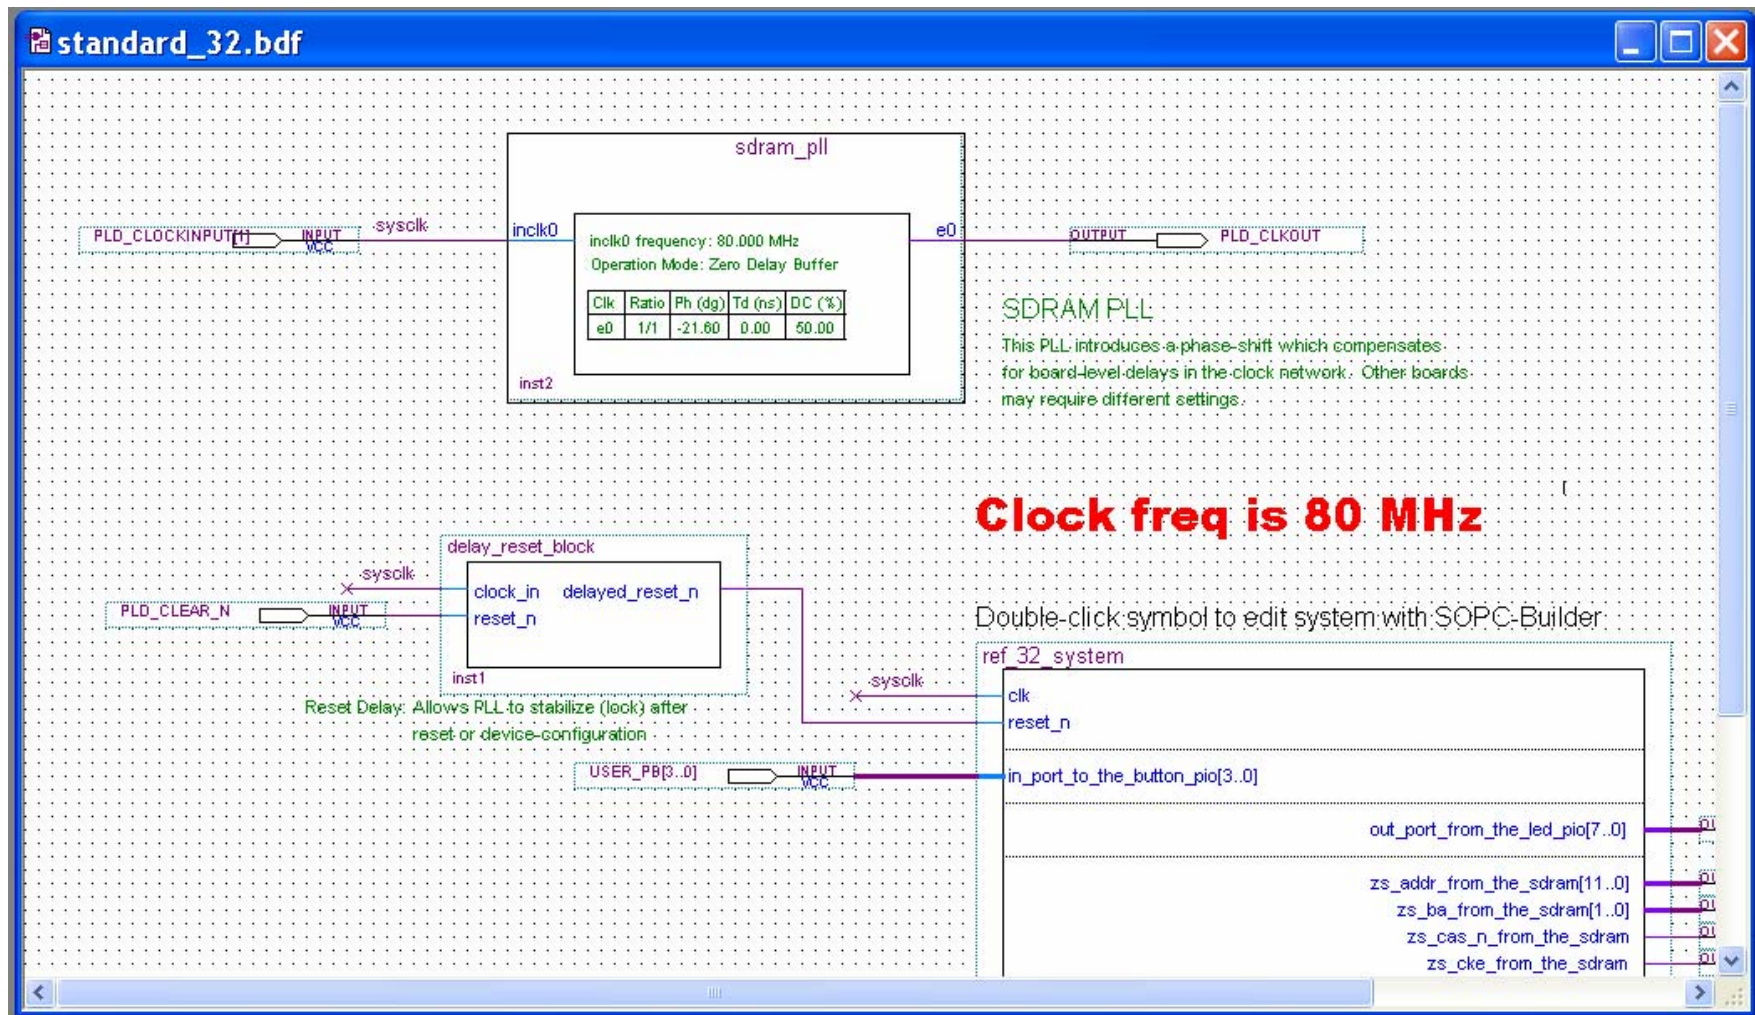 standard_32.bdf
sdram_pll
PLD_CLOCKINPUT[1]
INPUT
VCC
sysclk
inclk0
inclk0 frequency: 80.000 MHz
Operation Mode: Zero Delay Buffer
Clk Ratio Ph (dg) Td (ns) DC (%)
e0 1/1 -21.60 0.00 50.00
inst2
e0
OUTPUT
PLD_CLKOUT
SDRAM PLL
This PLL introduces a phase-shift which compensates
for board-level delays in the clock network. Other boards
may require different settings.
Clock freq is 80 MHz
delay_reset_block
sysclk
clock_in delayed_reset_n
PLD_CLEAR_N
INPUT
VCC
reset_n
inst1
Reset Delay: Allows PLL to stabilize (lock) after
reset or device-configuration
Double-click symbol to edit system with SOPC-Builder
ref_32_system
sysclk
clk
reset_n
USER_PB[3..0]
INPUT
VCC
in_port_to_the_button_pio[3..0]
out_port_from_the_led_pio[7..0]
zs_addr_from_the_sdram[11..0]
zs_ba_from_the_sdram[1..0]
zs_cas_n_from_the_sdram
zs_cke_from_the_sdram